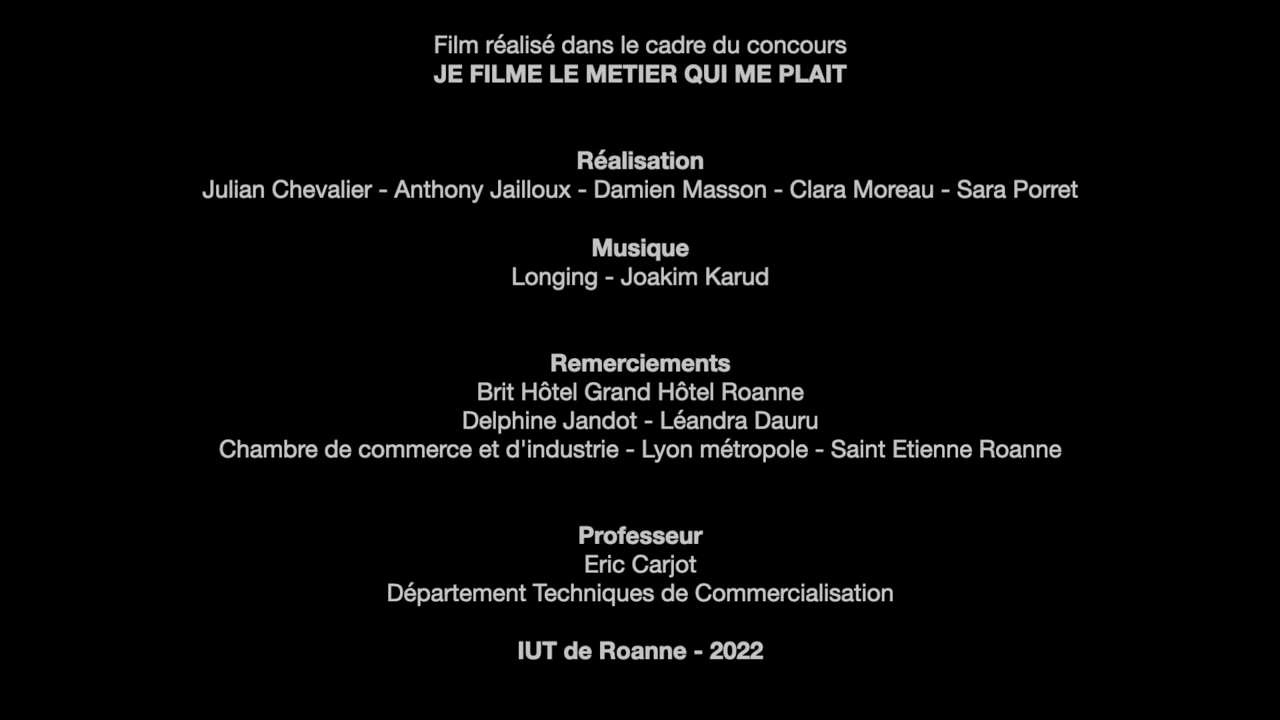 Film réalisé dans le cadre du concours
JE FILME LE METIER QUI ME PLAIT
Réalisation
Julian Chevalier - Anthony Jailloux - Damien Masson - Clara Moreau - Sara Porret
Musique
Longing - Joakim Karud
Remerciements
Brit Hôtel Grand Hôtel Roanne
Delphine Jandot - Léandra Dauru
Chambre de commerce et d'industrie - Lyon métropole - Saint Etienne Roanne
Professeur
Eric Carjot
Département Techniques de Commercialisation
IUT de Roanne - 2022